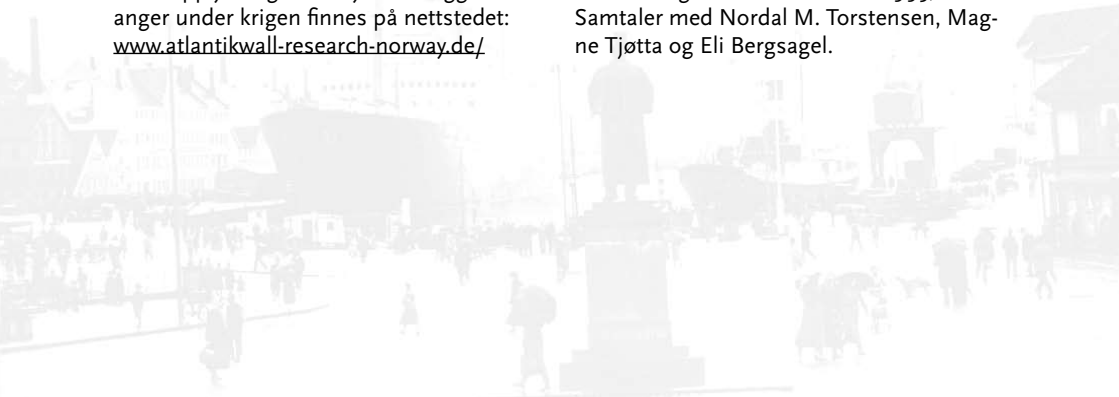 anger under krigen finnes på nettstedet:
www.atlantikwall-research-norway.de/
Samtaler med Nordal M. Torstensen, Mag-
ne Tjøtta og Eli Bergsagel.